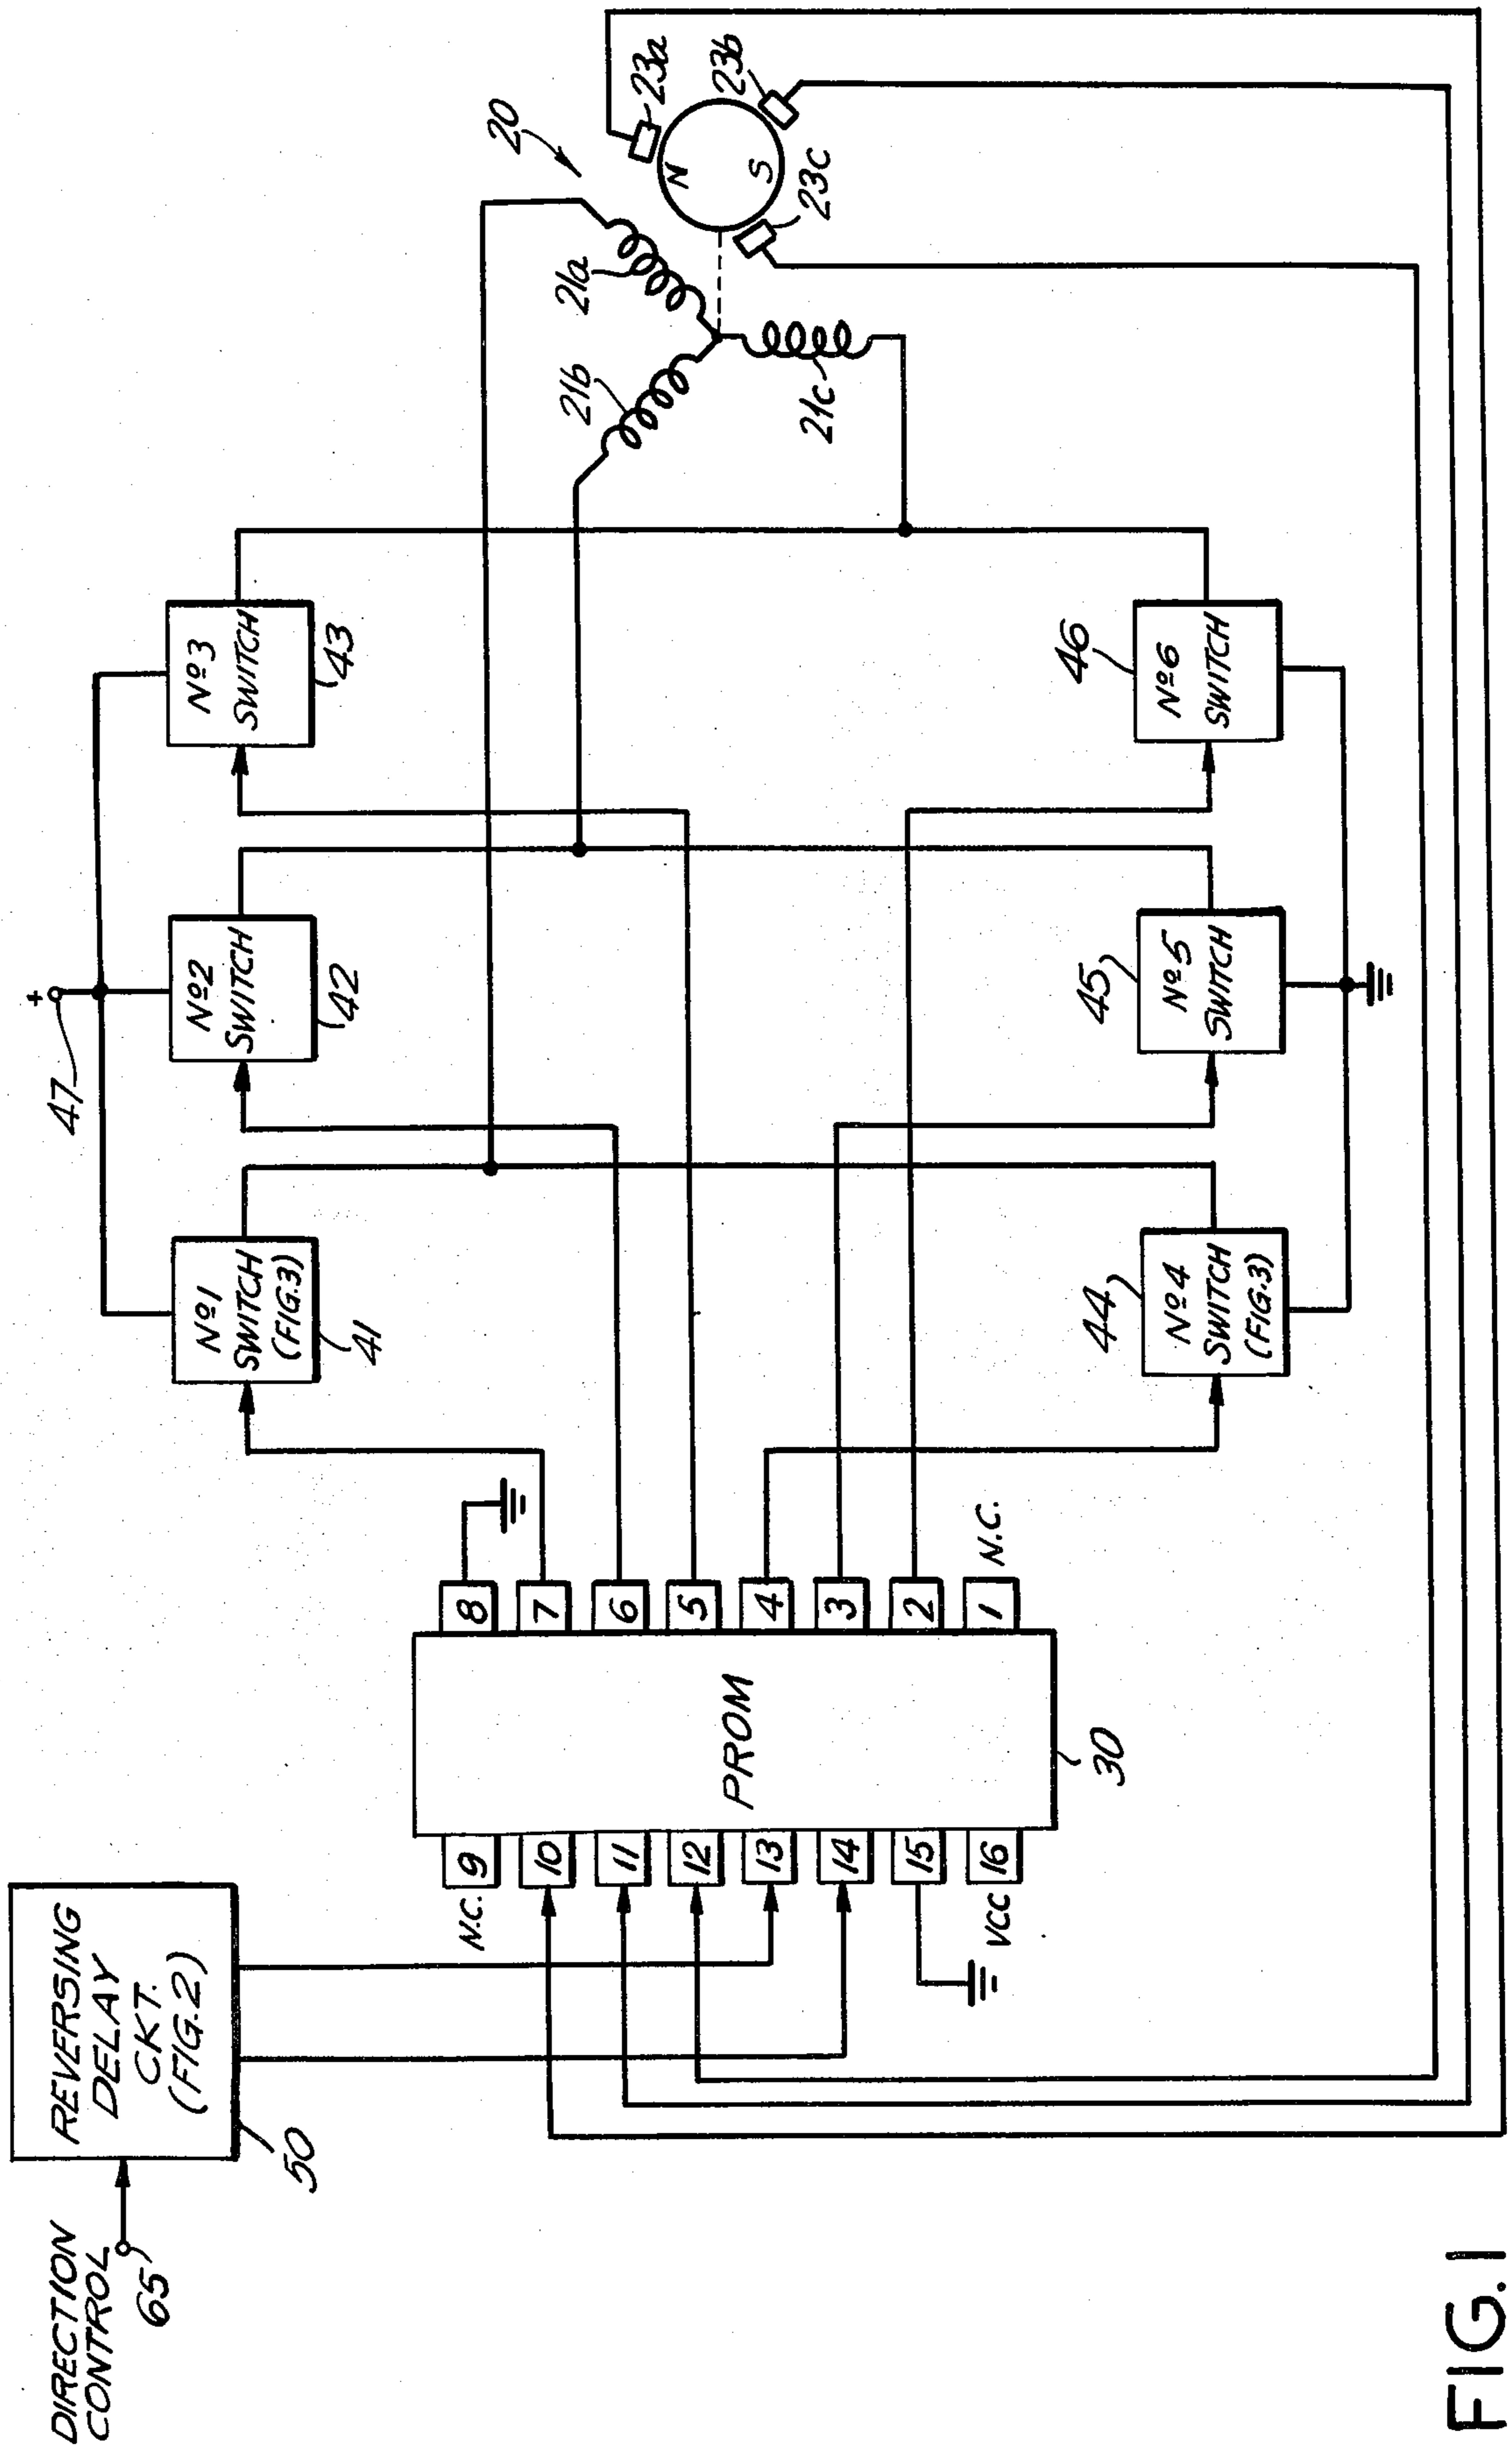 DIRECTION
CONTROL
65
REVERSING
DELAY
CKT.
(FIG.2)
50
N.C.
9
10
11
12
13
14
15
16
VCC
PROM
30
8
7
6
5
4
3
2
1
N.C.
47
+
Nº1
SWITCH
(FIG.3)
41
Nº2
SWITCH
42
Nº3
SWITCH
43
Nº4
SWITCH
(FIG.3)
44
Nº5
SWITCH
45
Nº6
SWITCH
46
20
21a
21b
21c
N
S
23a
23b
23c
FIG.1